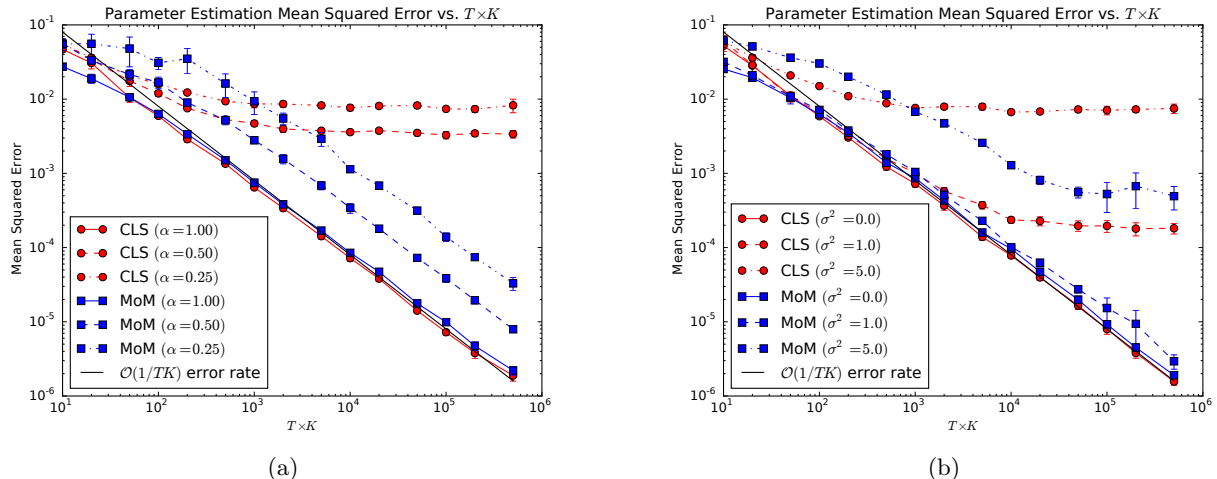 Parameter Estimation Mean Squared Error vs. T×K
Mean Squared Error
10^-1
10^-2
10^-3
10^-4
10^-5
10^-6
CLS (α=1.00)
CLS (α=0.50)
CLS (α=0.25)
MoM (α=1.00)
MoM (α=0.50)
MoM (α=0.25)
O(1/TK) error rate
10^1 10^2 10^3 10^4 10^5 10^6
T×K
(a)
Parameter Estimation Mean Squared Error vs. T×K
Mean Squared Error
10^-1
10^-2
10^-3
10^-4
10^-5
10^-6
CLS (σ² =0.0)
CLS (σ² =1.0)
CLS (σ² =5.0)
MoM (σ² =0.0)
MoM (σ² =1.0)
MoM (σ² =5.0)
O(1/TK) error rate
10^1 10^2 10^3 10^4 10^5 10^6
T×K
(b)